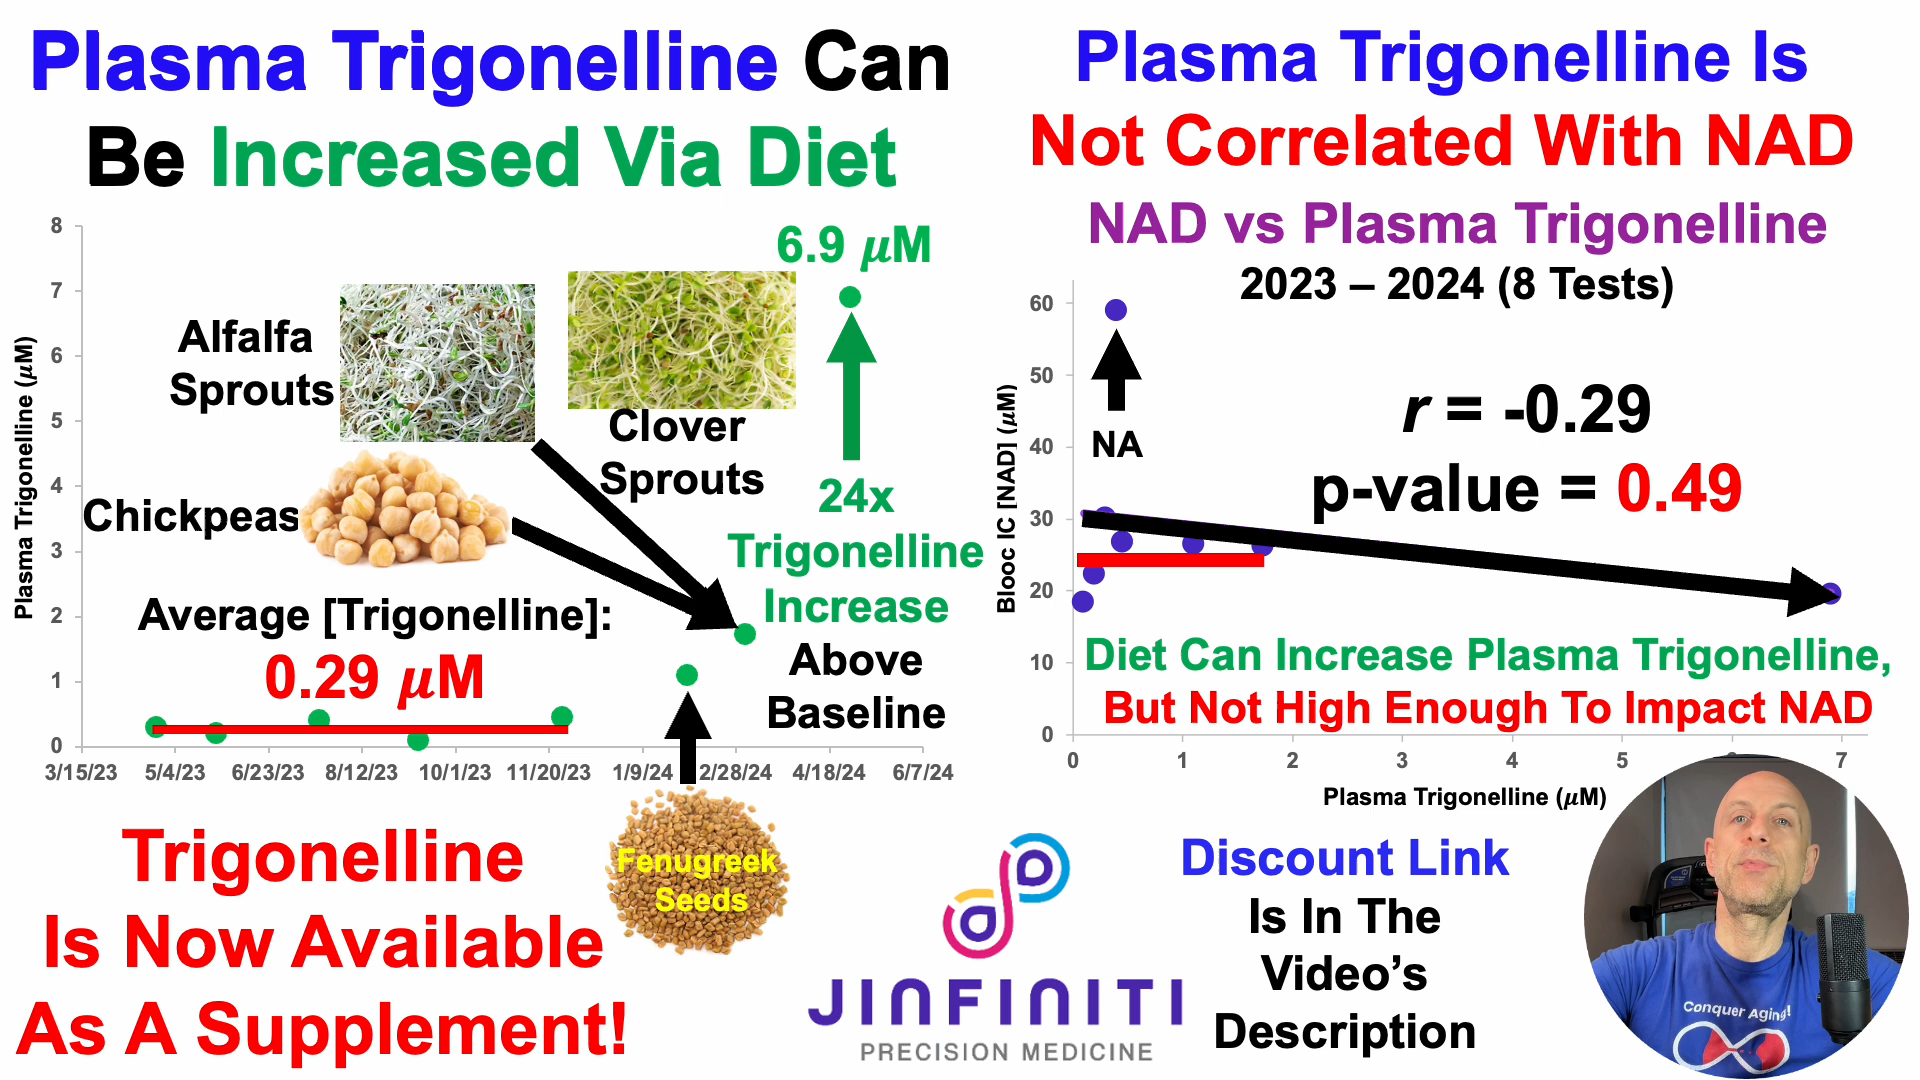 Plasma Trigonelline Can
Be Increased Via Diet
8
7
6
5
4
3
2
1
0
Plasma Trigonelline (μM)
3/15/23
5/4/23
6/23/23
8/12/23
10/1/23
11/20/23
1/9/24
2/28/24
4/18/24
6/7/24
6.9 μM
Alfalfa
Sprouts
Clover
Sprouts
Chickpeas
24x
Trigonelline
Increase
Above
Baseline
Average [Trigonelline]:
0.29 μM
Fenugreek
Seeds
Trigonelline
Is Now Available
As A Supplement!
Plasma Trigonelline Is
Not Correlated With NAD
NAD vs Plasma Trigonelline
2023 – 2024 (8 Tests)
60
50
40
30
20
10
0
Blooc IC [NAD] (μM)
NA
r = -0.29
p-value = 0.49
Diet Can Increase Plasma Trigonelline,
But Not High Enough To Impact NAD
0
1
2
3
4
5
7
Plasma Trigonelline (μM)
JINFINITI
PRECISION MEDICINE
Discount Link
Is In The
Video’s
Description
Conquer Aging!